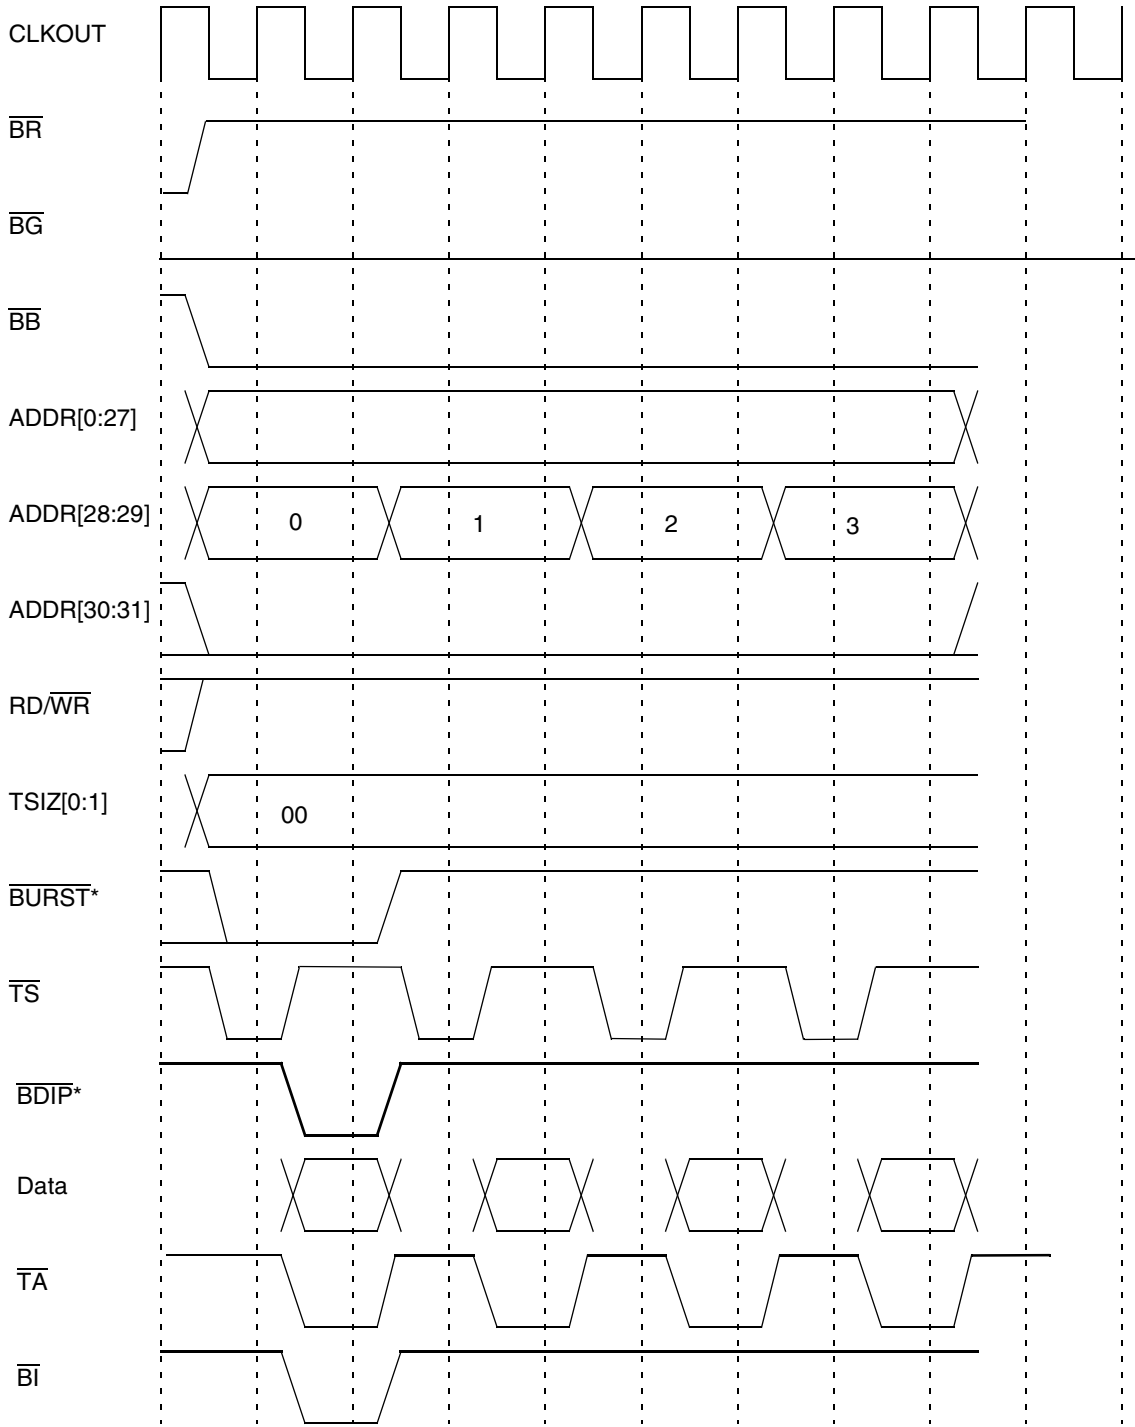 CLKOUT
BR
BG
BB
ADDR[0:27]
ADDR[28:29]
0 1 2 3
ADDR[30:31]
RD/WR
TSIZ[0:1]
00
BURST*
TS
BDIP*
Data
TA
BI